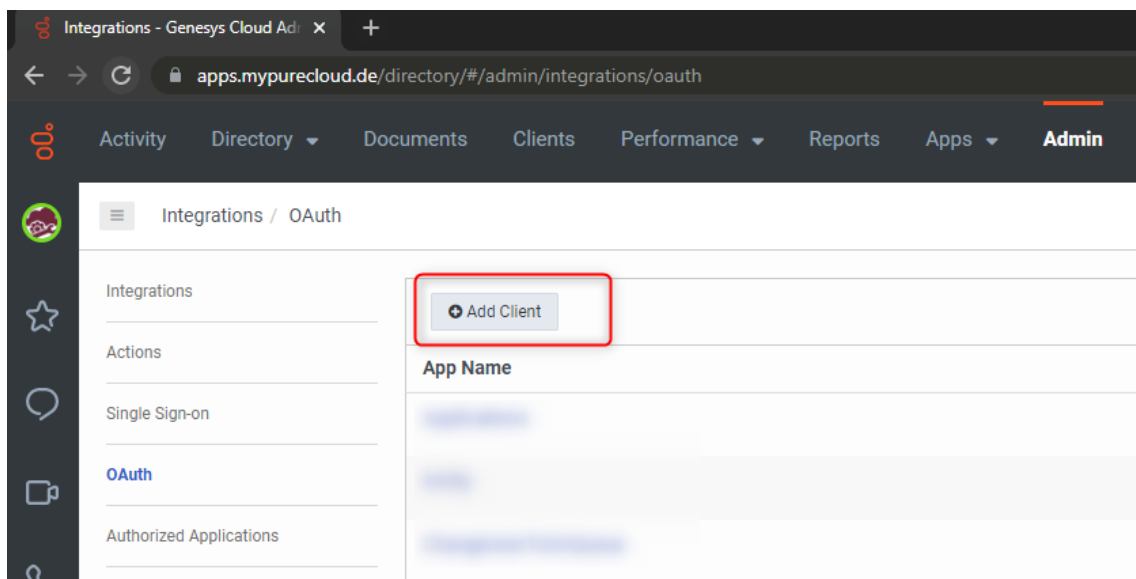 Integrations - Genesys Cloud Adr
apps.mypurecloud.de/directory/#/admin/integrations/oauth
Activity Directory Documents Clients Performance Reports Apps Admin
Integrations / OAuth
Integrations
Add Client
Actions
App Name
Single Sign-on
OAuth
Authorized Applications